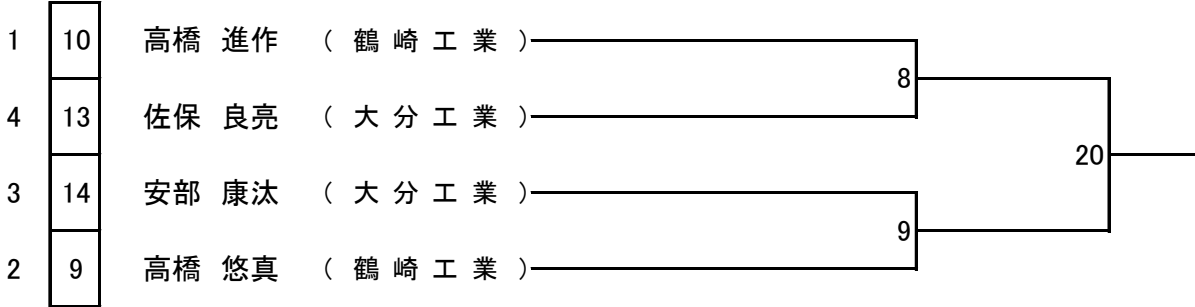 1 10 高橋 進作 ( 鶴崎工業 )
8
4 13 佐保 良亮 ( 大分工業 )
20
3 14 安部 康汰 ( 大分工業 )
9
2 9 高橋 悠真 ( 鶴崎工業 )